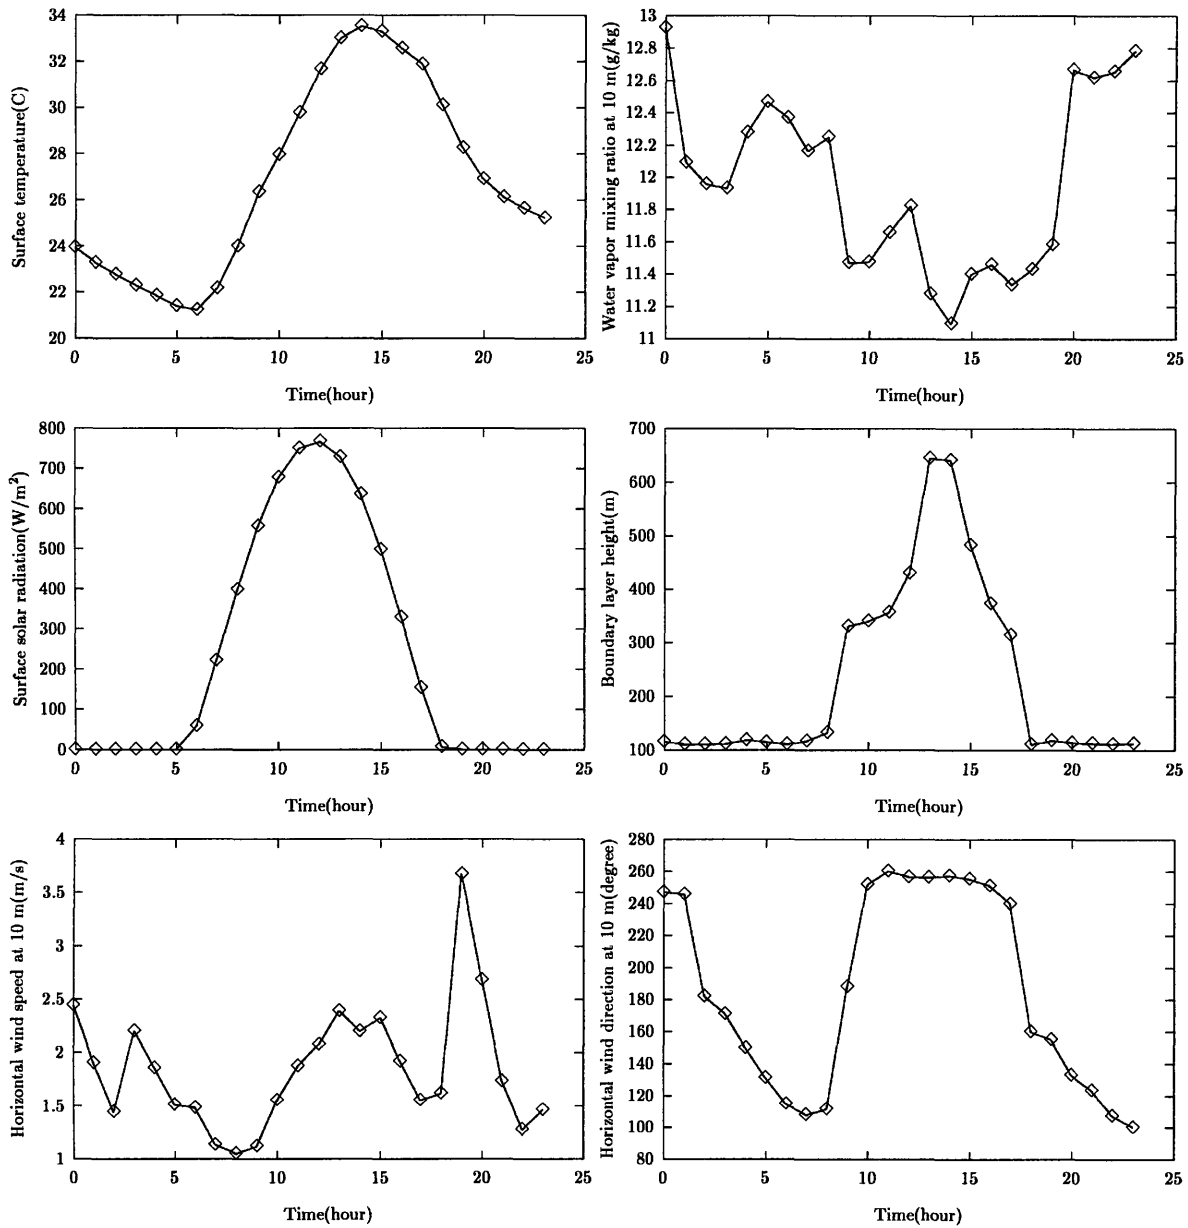 34
32
30
28
26
24
22
20
Surface temperature(C)
0 5 10 15 20 25
Time(hour)
13
12.8
12.6
12.4
12.2
12
11.8
11.6
11.4
11.2
11
Water vapor mixing ratio at 10 m(g/kg)
0 5 10 15 20 25
Time(hour)
800
700
600
500
400
300
200
100
0
Surface solar radiation(W/m²)
0 5 10 15 20 25
Time(hour)
700
600
500
400
300
200
100
Boundary layer height(m)
0 5 10 15 20 25
Time(hour)
4
3.5
3
2.5
2
1.5
1
Horizontal wind speed at 10 m(m/s)
0 5 10 15 20 25
Time(hour)
280
260
240
220
200
180
160
140
120
100
80
Horizontal wind direction at 10 m(degree)
0 5 10 15 20 25
Time(hour)